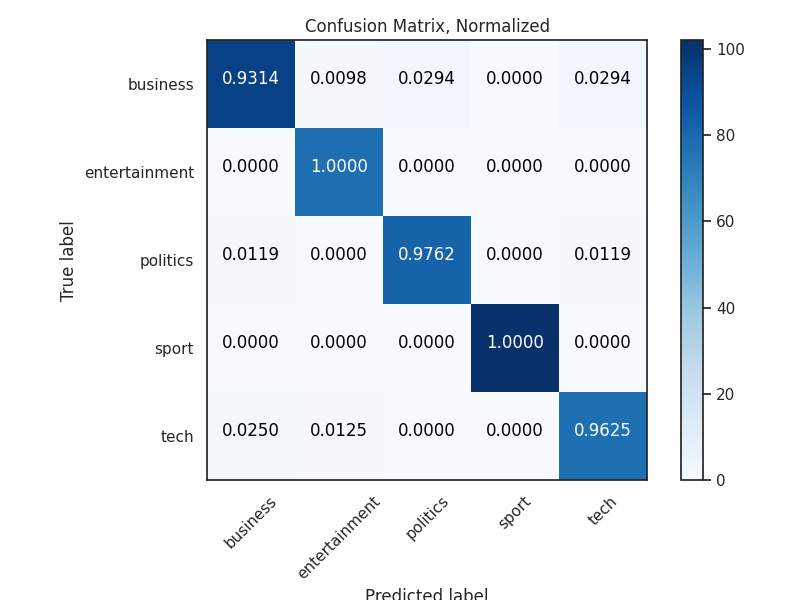 Confusion Matrix, Normalized
business 0.9314 0.0098 0.0294 0.0000 0.0294
entertainment 0.0000 1.0000 0.0000 0.0000 0.0000
politics 0.0119 0.0000 0.9762 0.0000 0.0119
sport 0.0000 0.0000 0.0000 1.0000 0.0000
tech 0.0250 0.0125 0.0000 0.0000 0.9625
True label
business entertainment politics sport tech
Predicted label
100
80
60
40
20
0